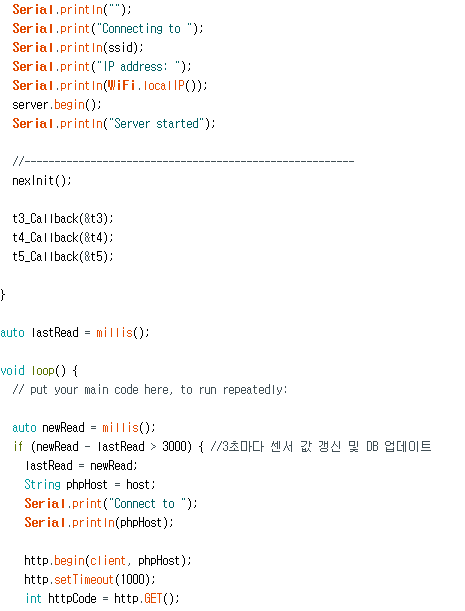 Serial.println("");
Serial.print("Connecting to ");
Serial.println(ssid);
Serial.print("IP address: ");
Serial.println(WiFi.localIP());
server.begin();
Serial.println("Server started");
//-------------------------------------------------------
nexInit();
t3_Callback(&t3);
t4_Callback(&t4);
t5_Callback(&t5);
}
auto lastRead = millis();
void loop() {
// put your main code here, to run repeatedly:
auto newRead = millis();
if (newRead - lastRead > 3000) { //3초마다 센서 값 갱신 및 DB 업데이트
lastRead = newRead;
String phpHost = host;
Serial.print("Connect to ");
Serial.println(phpHost);
http.begin(client, phpHost);
http.setTimeout(1000);
int httpCode = http.GET();